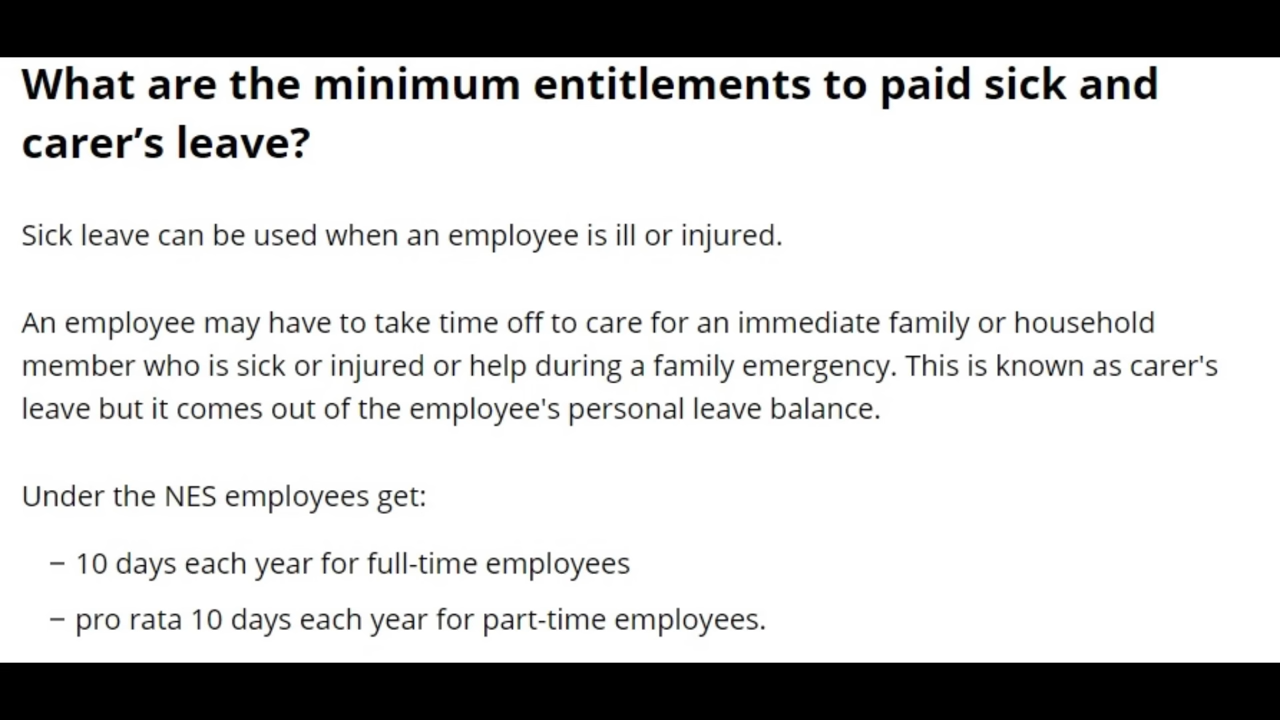 What are the minimum entitlements to paid sick and
carer’s leave?
Sick leave can be used when an employee is ill or injured.
An employee may have to take time off to care for an immediate family or household
member who is sick or injured or help during a family emergency. This is known as carer's
leave but it comes out of the employee's personal leave balance.
Under the NES employees get:
– 10 days each year for full-time employees
– pro rata 10 days each year for part-time employees.